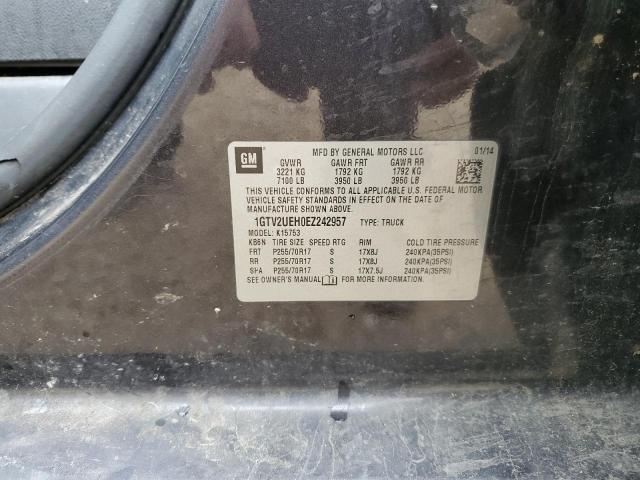 GM
MFD BY GENERAL MOTORS LLC 01/14
GVWR GAWR FRT GAWR RR
3221 KG 1792 KG 1792 KG
7100 LB 3950 LB 3950 LB
THIS VEHICLE CONFORMS TO ALL APPLICABLE U.S. FEDERAL MOTOR
VEHICLE SAFETY STANDARDS IN EFFECT ON THE DATE OF
MANUFACTURE SHOWN ABOVE.
1GTV2UEH0EZ242957 TYPE: TRUCK
MODEL: K15753
KB6N TIRE SIZE SPEED RTG RIM COLD TIRE PRESSURE
FRT P255/70R17 S 17X8J 240KPA(35PSI)
RR P255/70R17 S 17X8J 240KPA(35PSI)
SPA P255/70R17 S 17X7.5J 240KPA(35PSI)
SEE OWNER'S MANUAL FOR MORE INFORMATION.